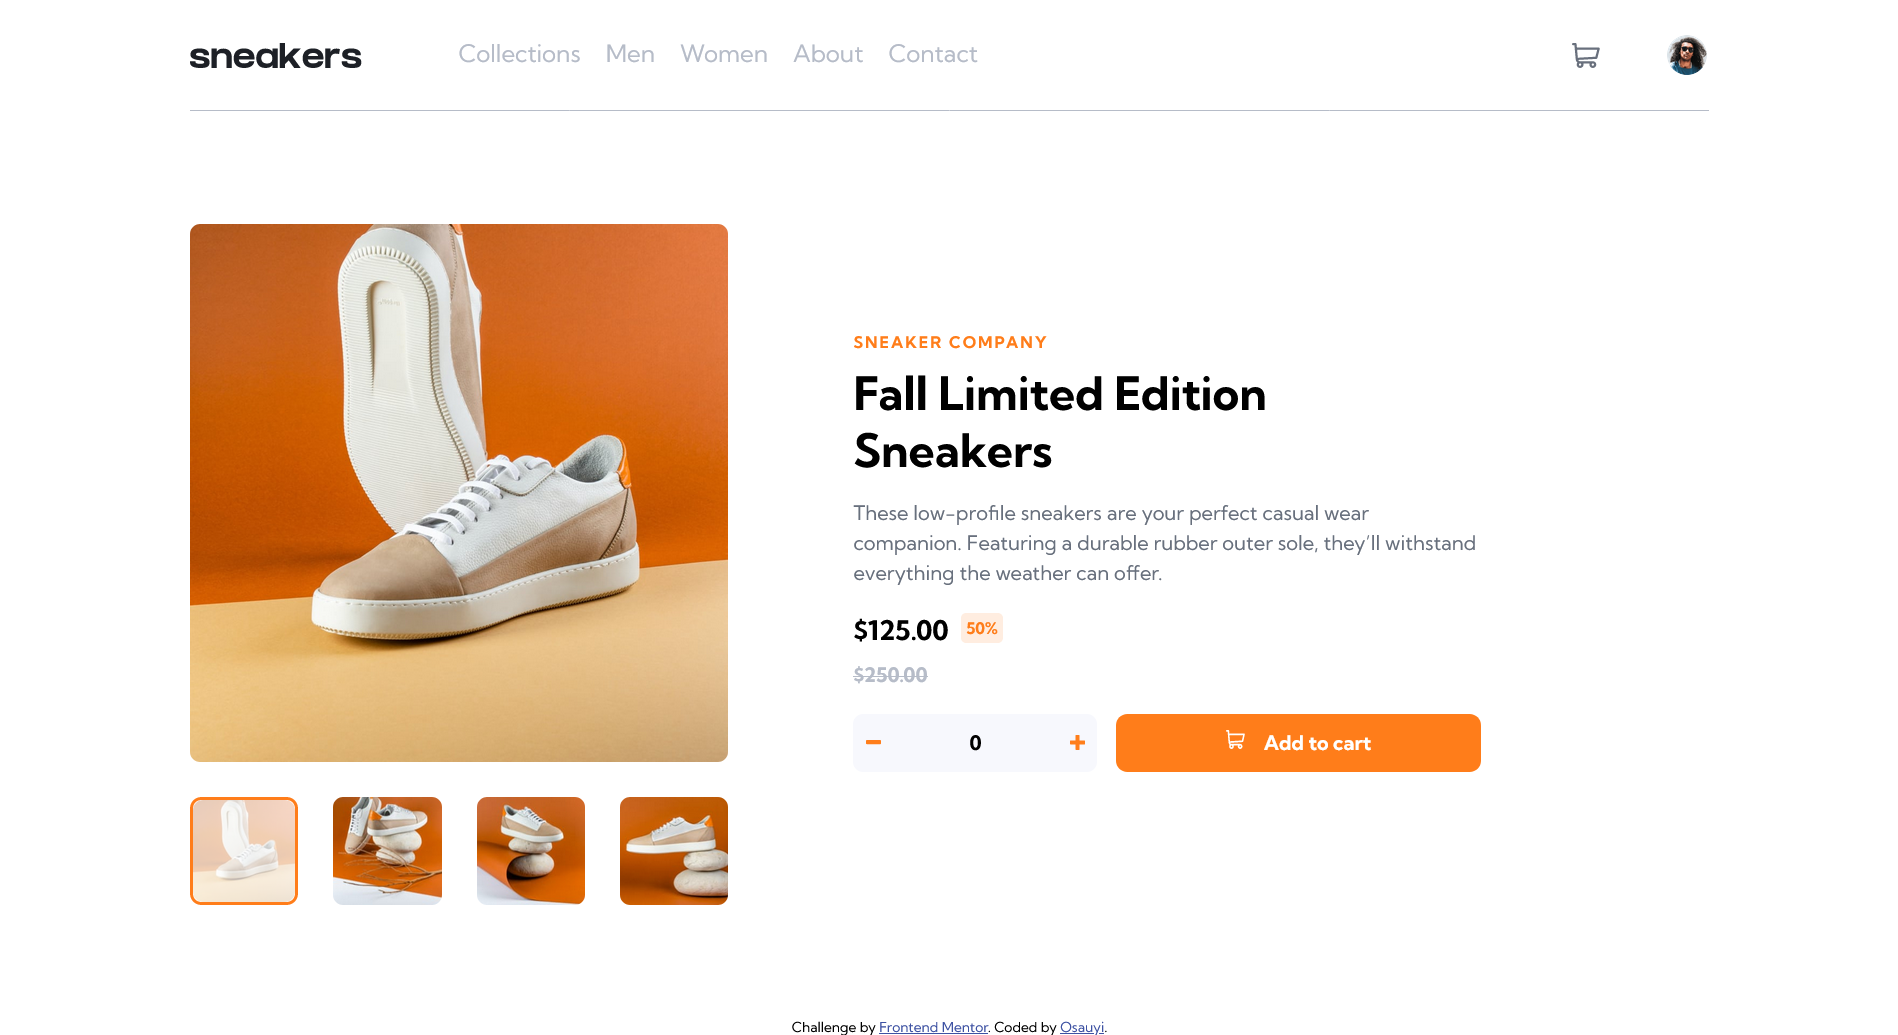 sneakers
Collections Men Women About Contact
SNEAKER COMPANY
Fall Limited Edition
Sneakers
These low-profile sneakers are your perfect casual wear
companion. Featuring a durable rubber outer sole, they’ll withstand
everything the weather can offer.
$125.00 50%
$250.00
0
Add to cart
Challenge by Frontend Mentor. Coded by Osauyi.